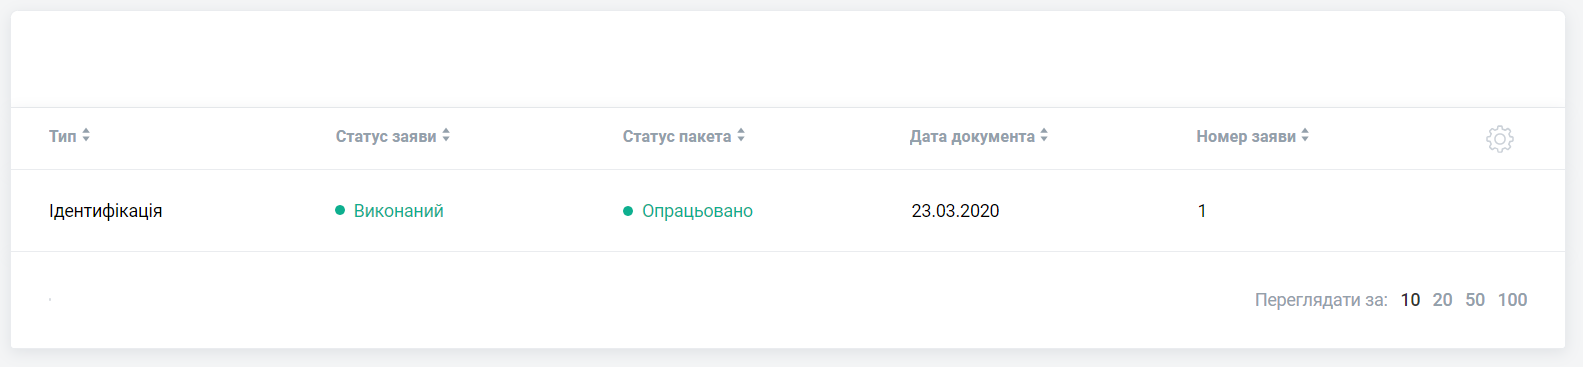 Тип Статус заяви Статус пакета Дата документа Номер заяви
Ідентифікація Виконаний Опрацьовано 23.03.2020 1
Переглядати за: 10 20 50 100